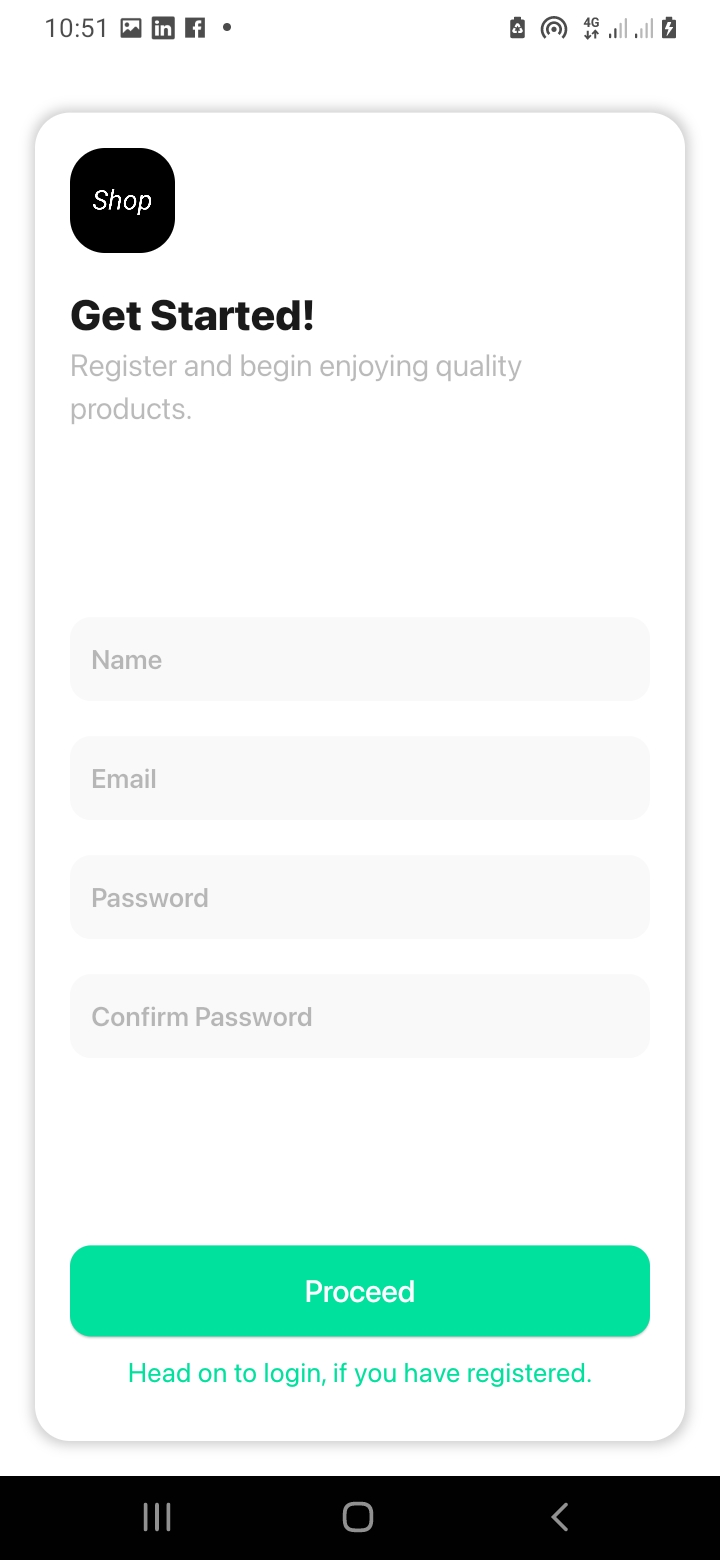 10:51
4G
Shop
Get Started!
Register and begin enjoying quality
products.
Name
Email
Password
Confirm Password
Proceed
Head on to login, if you have registered.